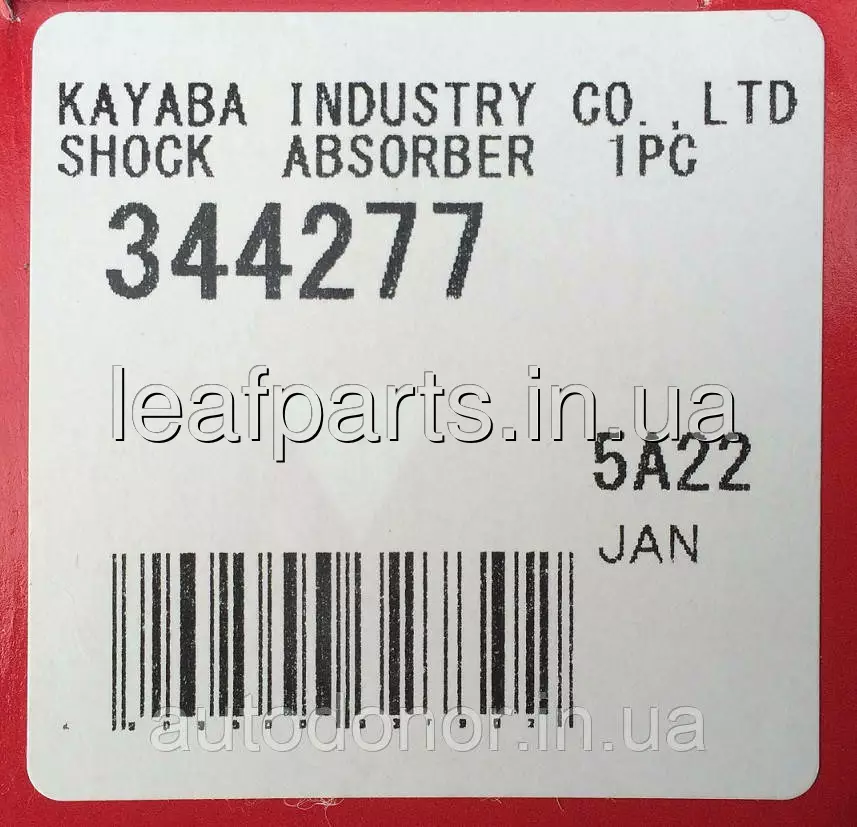 KAYABA INDUSTRY CO.,LTD
SHOCK ABSORBER 1PC
344277
leafparts.in.ua
5A22
JAN
autodonor.in.ua